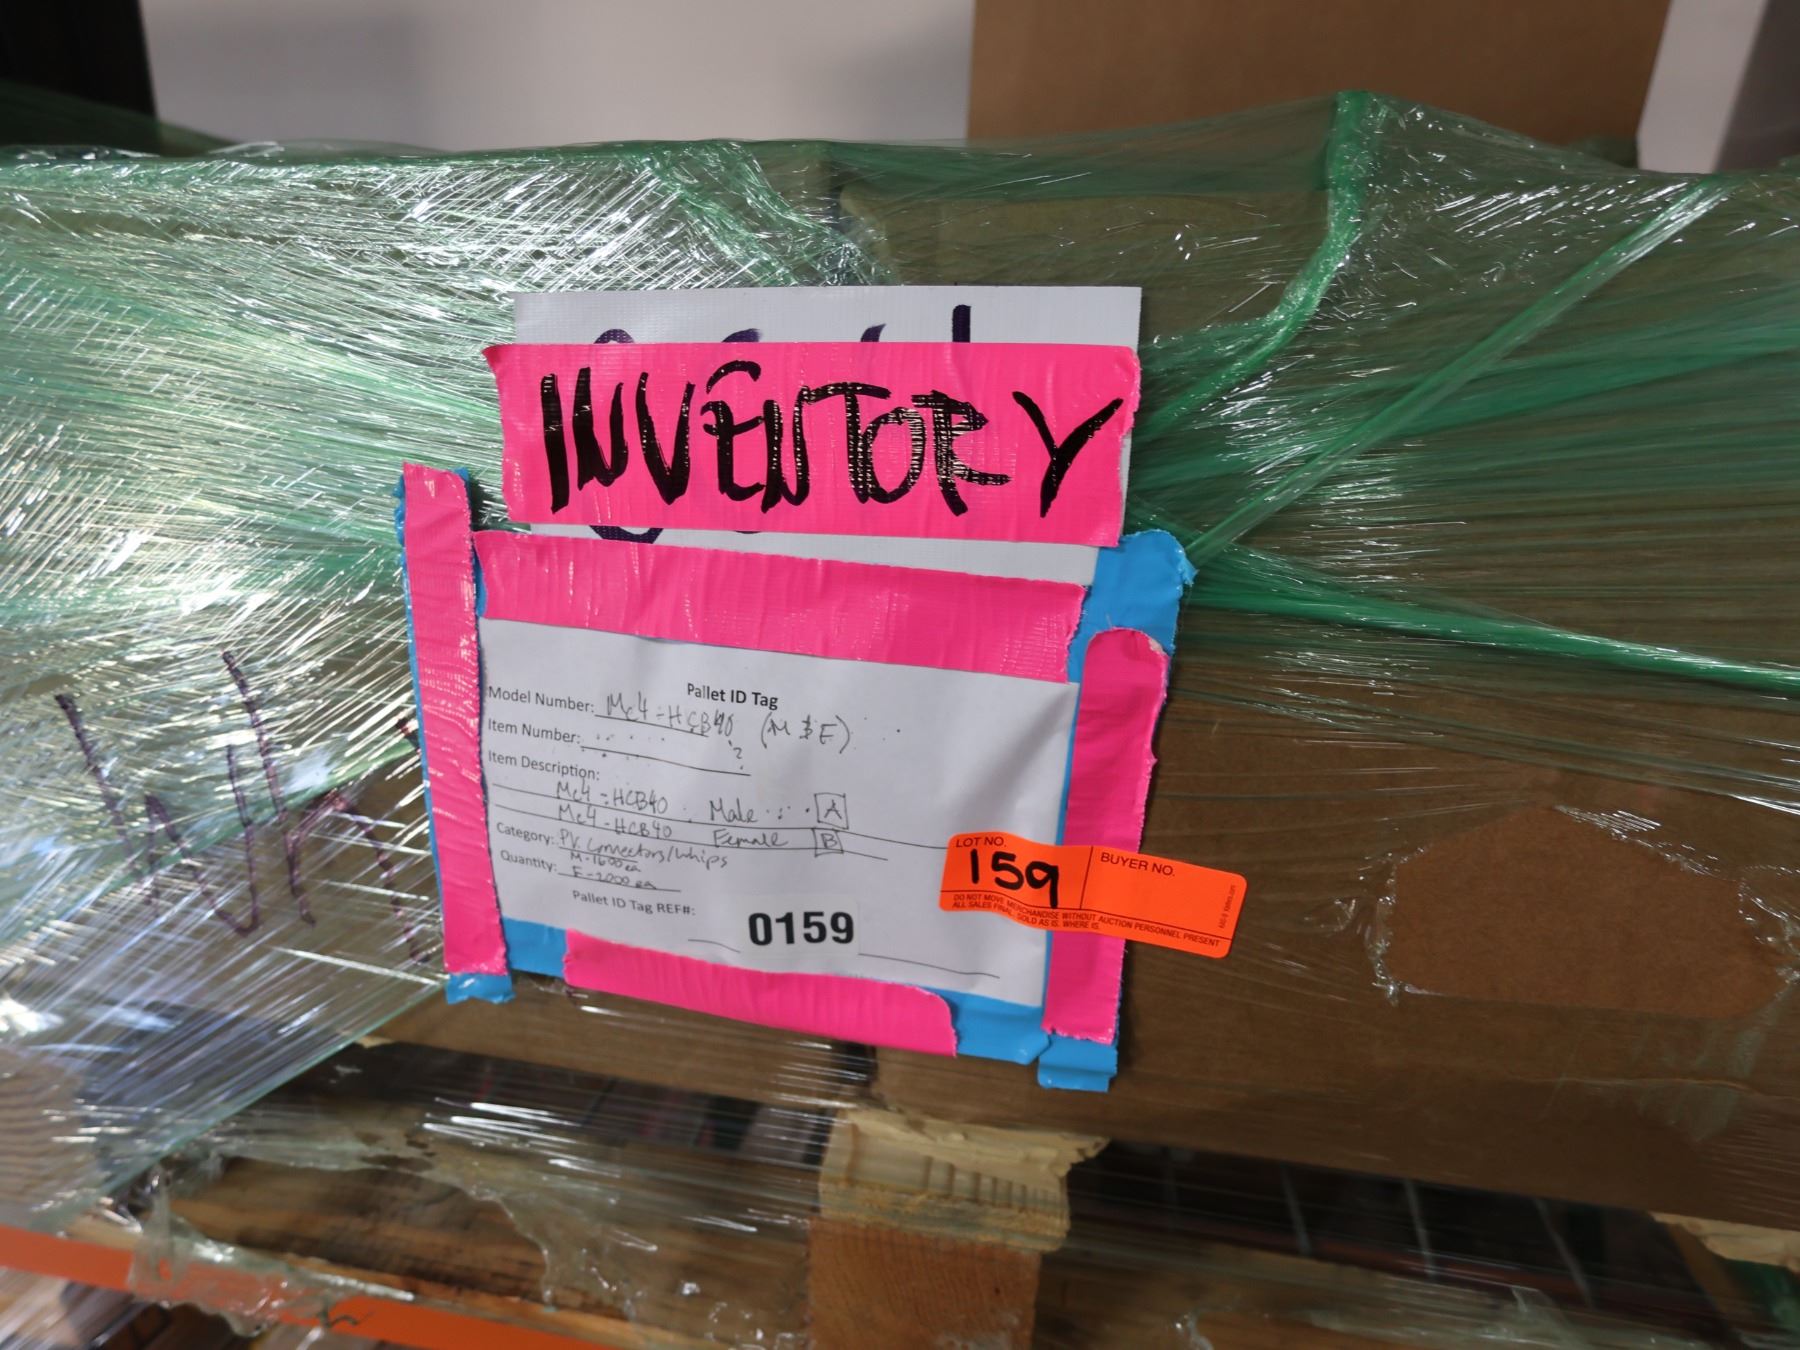 INVENTORY
Pallet ID Tag
Model Number: Mc4-HCB40 (M & F)
Item Number:
Item Description:
Mc4-HCB40 Male A
Mc4-HCB40 Female B
Category: PV Connectors/Whips
Quantity: M-1600 ea
F-2000 ea
Pallet ID Tag REF#: 0159
LOT NO. 159
BUYER NO.
DO NOT MOVE MERCHANDISE WITHOUT AUCTION PERSONNEL PRESENT
ALL SALES FINAL. SOLD AS IS. WHERE IS.
WH